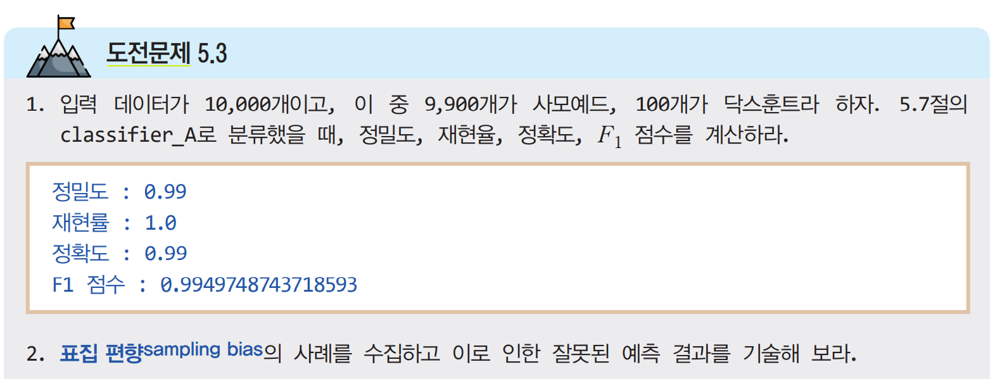 도전문제 5.3
1. 입력 데이터가 10,000개이고, 이 중 9,900개가 사모예드, 100개가 닥스훈트라 하자. 5.7절의
classifier_A로 분류했을 때, 정밀도, 재현율, 정확도, F1 점수를 계산하라.
정밀도 : 0.99
재현률 : 1.0
정확도 : 0.99
F1 점수 : 0.9949748743718593
2. 표집 편향sampling bias의 사례를 수집하고 이로 인한 잘못된 예측 결과를 기술해 보라.